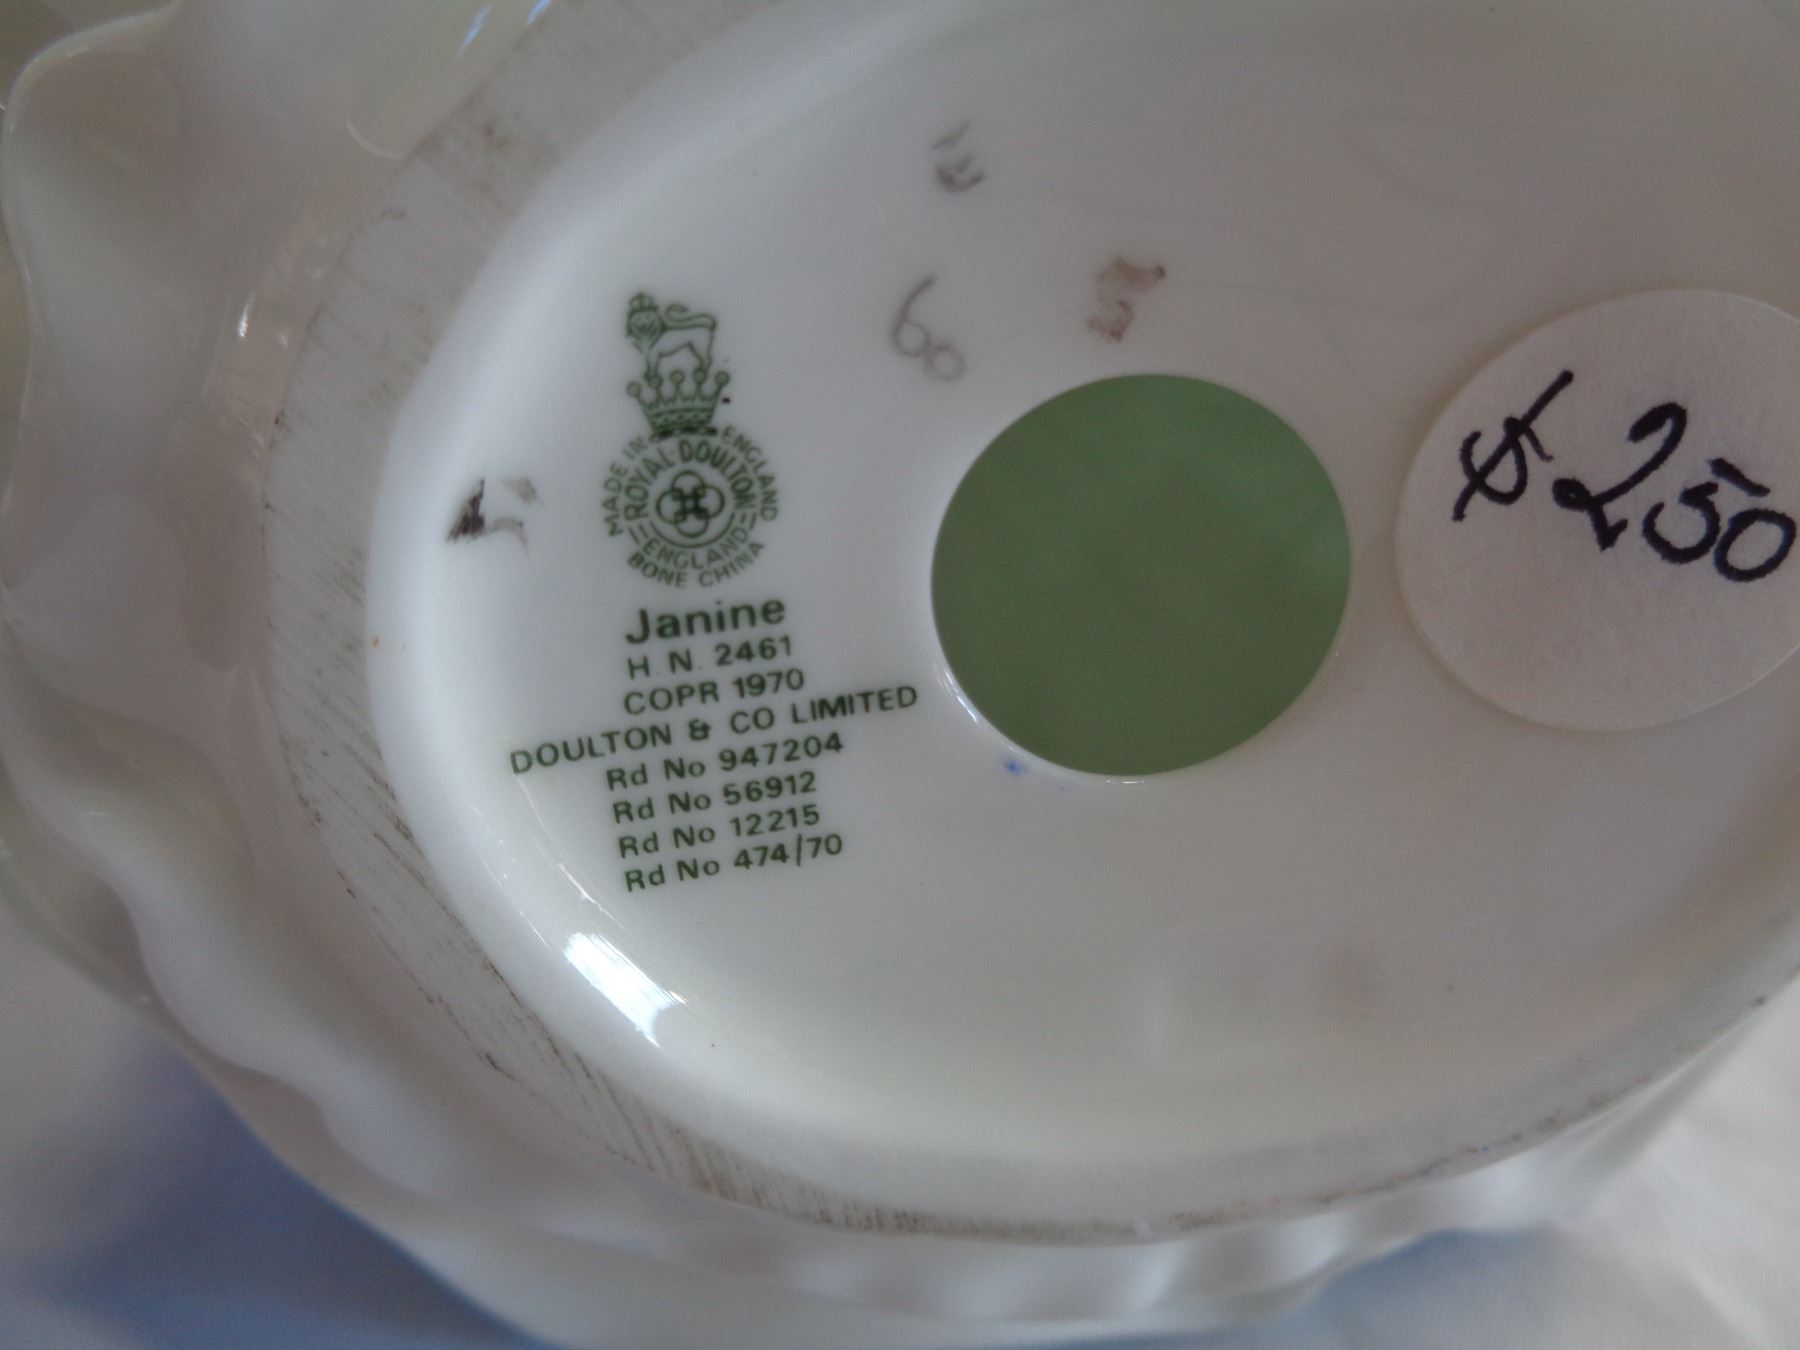 MADE IN ENGLAND
ROYAL DOULTON
ENGLAND
BONE CHINA
Janine
H. N. 2461
COPR 1970
DOULTON & CO LIMITED
Rd No 947204
Rd No 56912
Rd No 12215
Rd No 474/70
60
$250